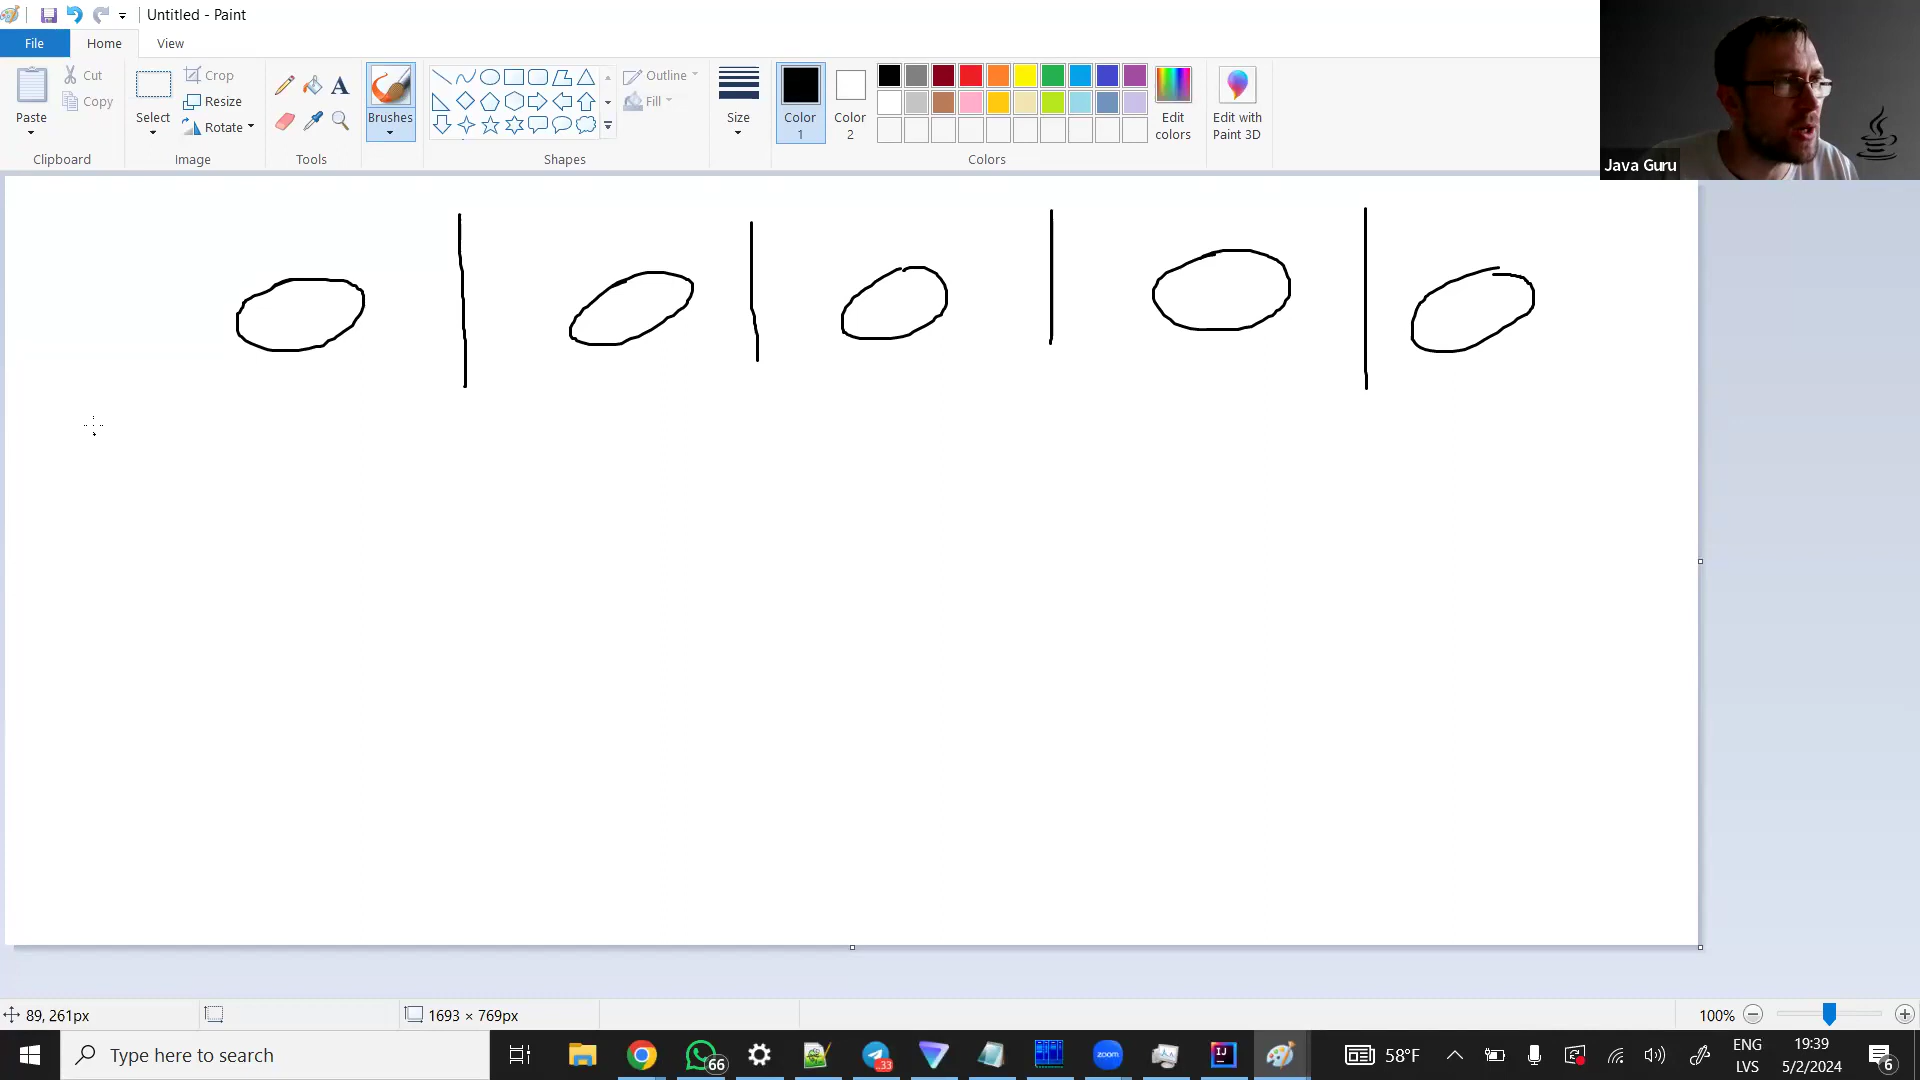 Untitled - Paint
File
Home
View
Paste
Cut
Copy
Clipboard
Select
Crop
Resize
Rotate
Image
A
Tools
Brushes
Outline
Fill
Shapes
Size
Color
1
Color
2
Edit
colors
Colors
Edit with
Paint 3D
Java Guru
89, 261px
1693 × 769px
100%
Type here to search
66
33
zoom
IJ
58°F
ENG
LVS
19:39
5/2/2024
6